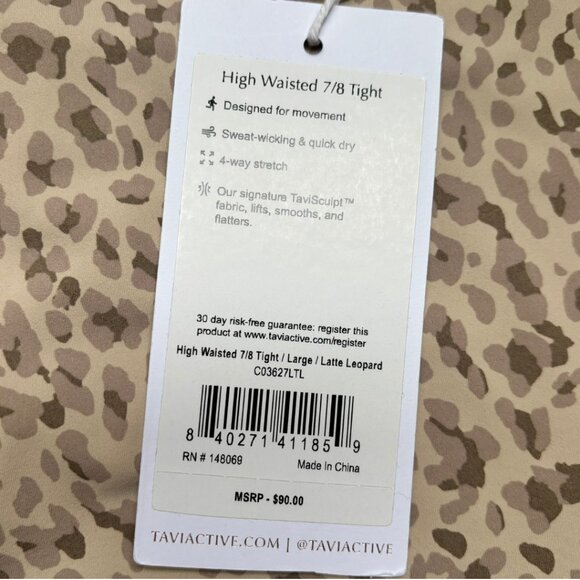 High Waisted 7/8 Tight
Designed for movement
Sweat-wicking & quick dry
4-way stretch
Our signature TaviSculpt™
fabric, lifts, smooths, and
flatters.
30 day risk-free guarantee: register this
product at www.taviactive.com/register
High Waisted 7/8 Tight / Large / Latte Leopard
C03627LTL
8 40271 41185 9
RN # 148069 Made In China
MSRP - $90.00
TAVIACTIVE.COM | @TAVIACTIVE